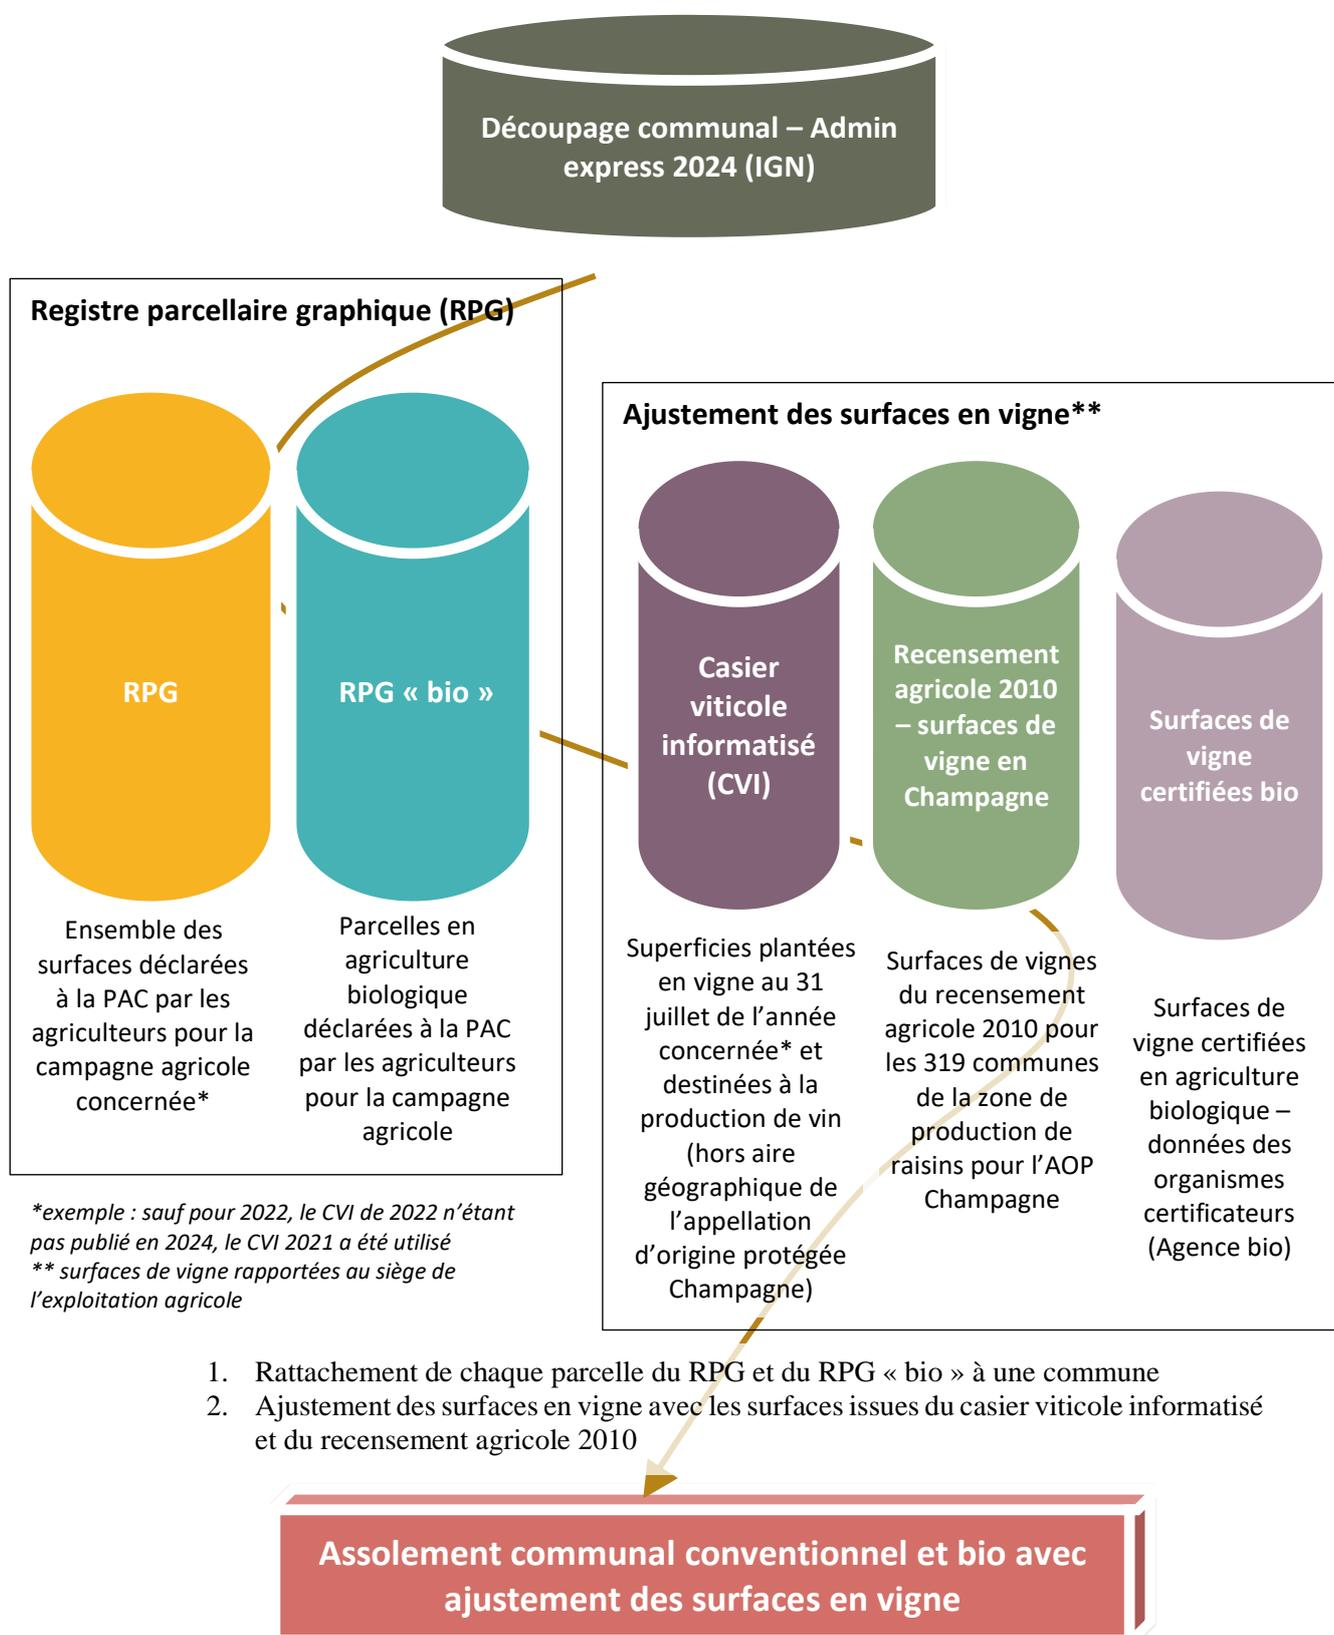 Découpage communal – Admin
express 2024 (IGN)
Registre parcellaire graphique (RPG)
RPG
RPG « bio »
Ensemble des
surfaces déclarées
à la PAC par les
agriculteurs pour la
campagne agricole
concernée*
Parcelles en
agriculture
biologique
déclarées à la PAC
par les agriculteurs
pour la campagne
agricole
Ajustement des surfaces en vigne**
Casier
viticole
informatisé
(CVI)
Recensement
agricole 2010
– surfaces de
vigne en
Champagne
Surfaces de
vigne
certifiées bio
Superficies plantées
en vigne au 31
juillet de l’année
concernée* et
destinées à la
production de vin
(hors aire
géographique de
l’appellation
d’origine protégée
Champagne)
Surfaces de vignes
du recensement
agricole 2010 pour
les 319 communes
de la zone de
production de
raisins pour l’AOP
Champagne
Surfaces de
vigne certifiées
en agriculture
biologique –
données des
organismes
certificateurs
(Agence bio)
*exemple : sauf pour 2022, le CVI de 2022 n’étant
pas publié en 2024, le CVI 2021 a été utilisé
** surfaces de vigne rapportées au siège de
l’exploitation agricole
1. Rattachement de chaque parcelle du RPG et du RPG « bio » à une commune
2. Ajustement des surfaces en vigne avec les surfaces issues du casier viticole informatisé
et du recensement agricole 2010
Assolement communal conventionnel et bio avec
ajustement des surfaces en vigne